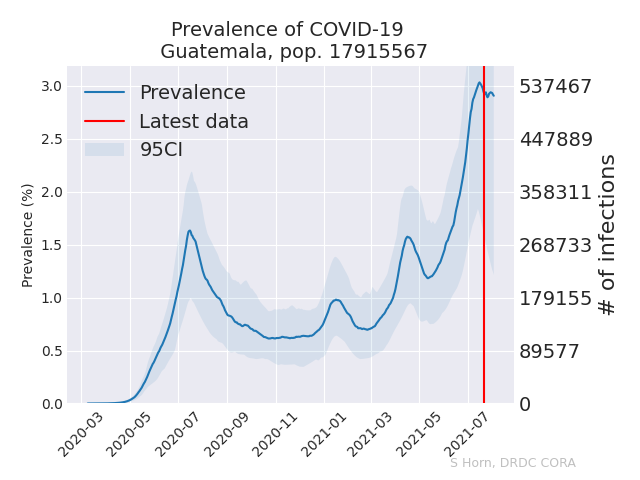 Prevalence of COVID-19
Guatemala, pop. 17915567
Prevalence
Latest data
95CI
Prevalence (%)
3.0
2.5
2.0
1.5
1.0
0.5
0.0
537467
447889
358311
268733
179155
89577
0
# of infections
2020-03
2020-05
2020-07
2020-09
2020-11
2021-01
2021-03
2021-05
2021-07
S Horn, DRDC CORA